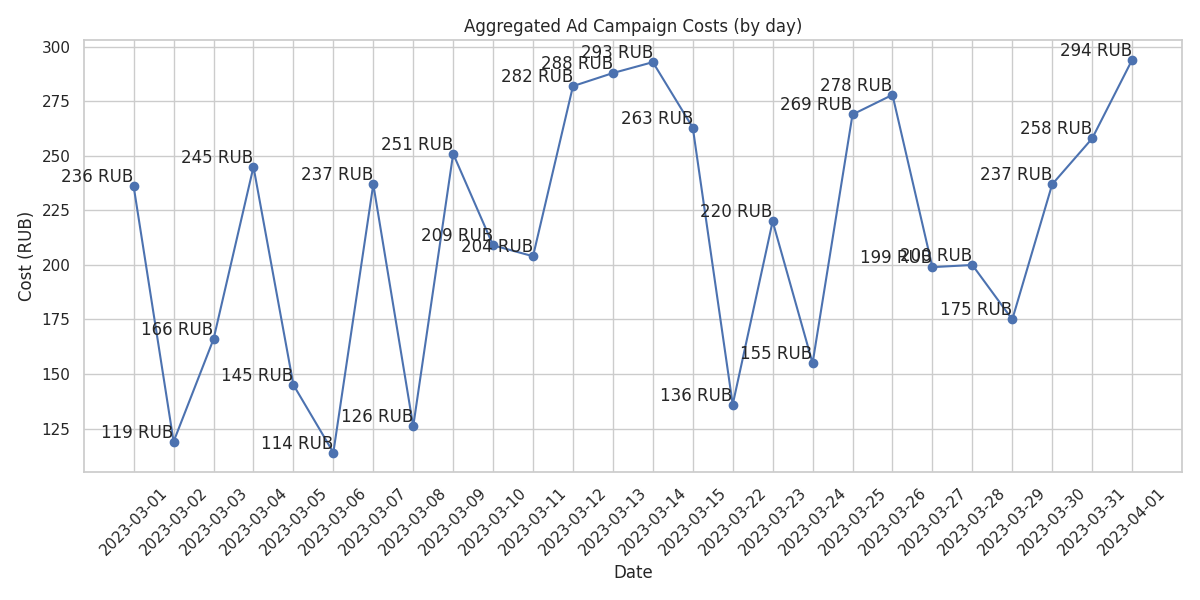 Aggregated Ad Campaign Costs (by day)
Cost (RUB)
300
275
250
225
200
175
150
125
236 RUB
119 RUB
166 RUB
245 RUB
145 RUB
114 RUB
237 RUB
126 RUB
251 RUB
209 RUB
204 RUB
282 RUB
288 RUB
293 RUB
263 RUB
136 RUB
220 RUB
155 RUB
269 RUB
278 RUB
199 RUB
200 RUB
175 RUB
237 RUB
258 RUB
294 RUB
2023-03-01
2023-03-02
2023-03-03
2023-03-04
2023-03-05
2023-03-06
2023-03-07
2023-03-08
2023-03-09
2023-03-10
2023-03-11
2023-03-12
2023-03-13
2023-03-14
2023-03-15
2023-03-22
2023-03-23
2023-03-24
2023-03-25
2023-03-26
2023-03-27
2023-03-28
2023-03-29
2023-03-30
2023-03-31
2023-04-01
Date